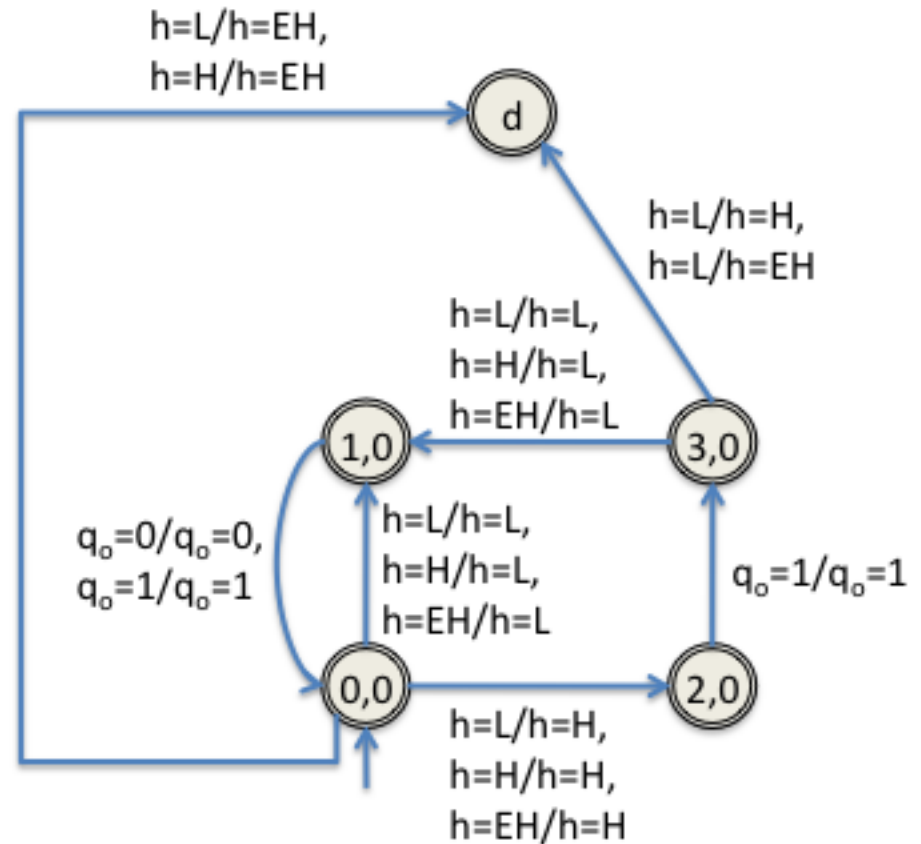 h=L/h=EH,
h=H/h=EH
d
h=L/h=H,
h=L/h=EH
h=L/h=L,
h=H/h=L,
h=EH/h=L
1,0
3,0
qₒ=0/qₒ=0,
qₒ=1/qₒ=1
h=L/h=L,
h=H/h=L,
h=EH/h=L
qₒ=1/qₒ=1
0,0
2,0
h=L/h=H,
h=H/h=H,
h=EH/h=H